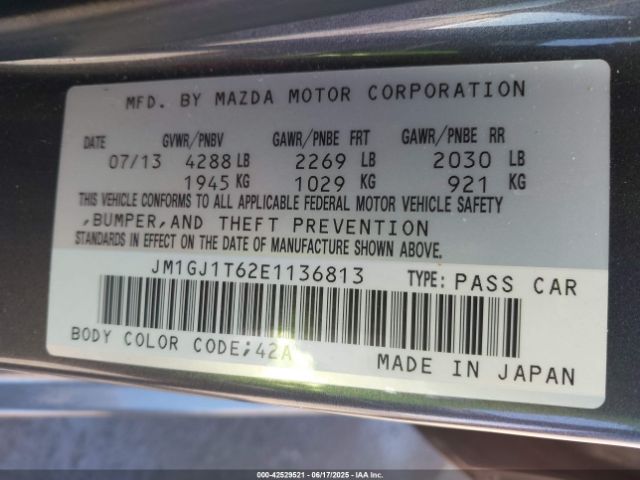 MFD. BY MAZDA MOTOR CORPORATION
DATE GVWR/PNBV GAWR/PNBE FRT GAWR/PNBE RR
07/13 4288 LB 2269 LB 2030 LB
1945 KG 1029 KG 921 KG
THIS VEHICLE CONFORMS TO ALL APPLICABLE FEDERAL MOTOR VEHICLE SAFETY
,BUMPER,AND THEFT PREVENTION
STANDARDS IN EFFECT ON THE DATE OF MANUFACTURE SHOWN ABOVE.
JM1GJ1T62E1136813 TYPE: PASS CAR
BODY COLOR CODE;42A
MADE IN JAPAN
000-42529521 - 06/17/2025 - IAAI.COM